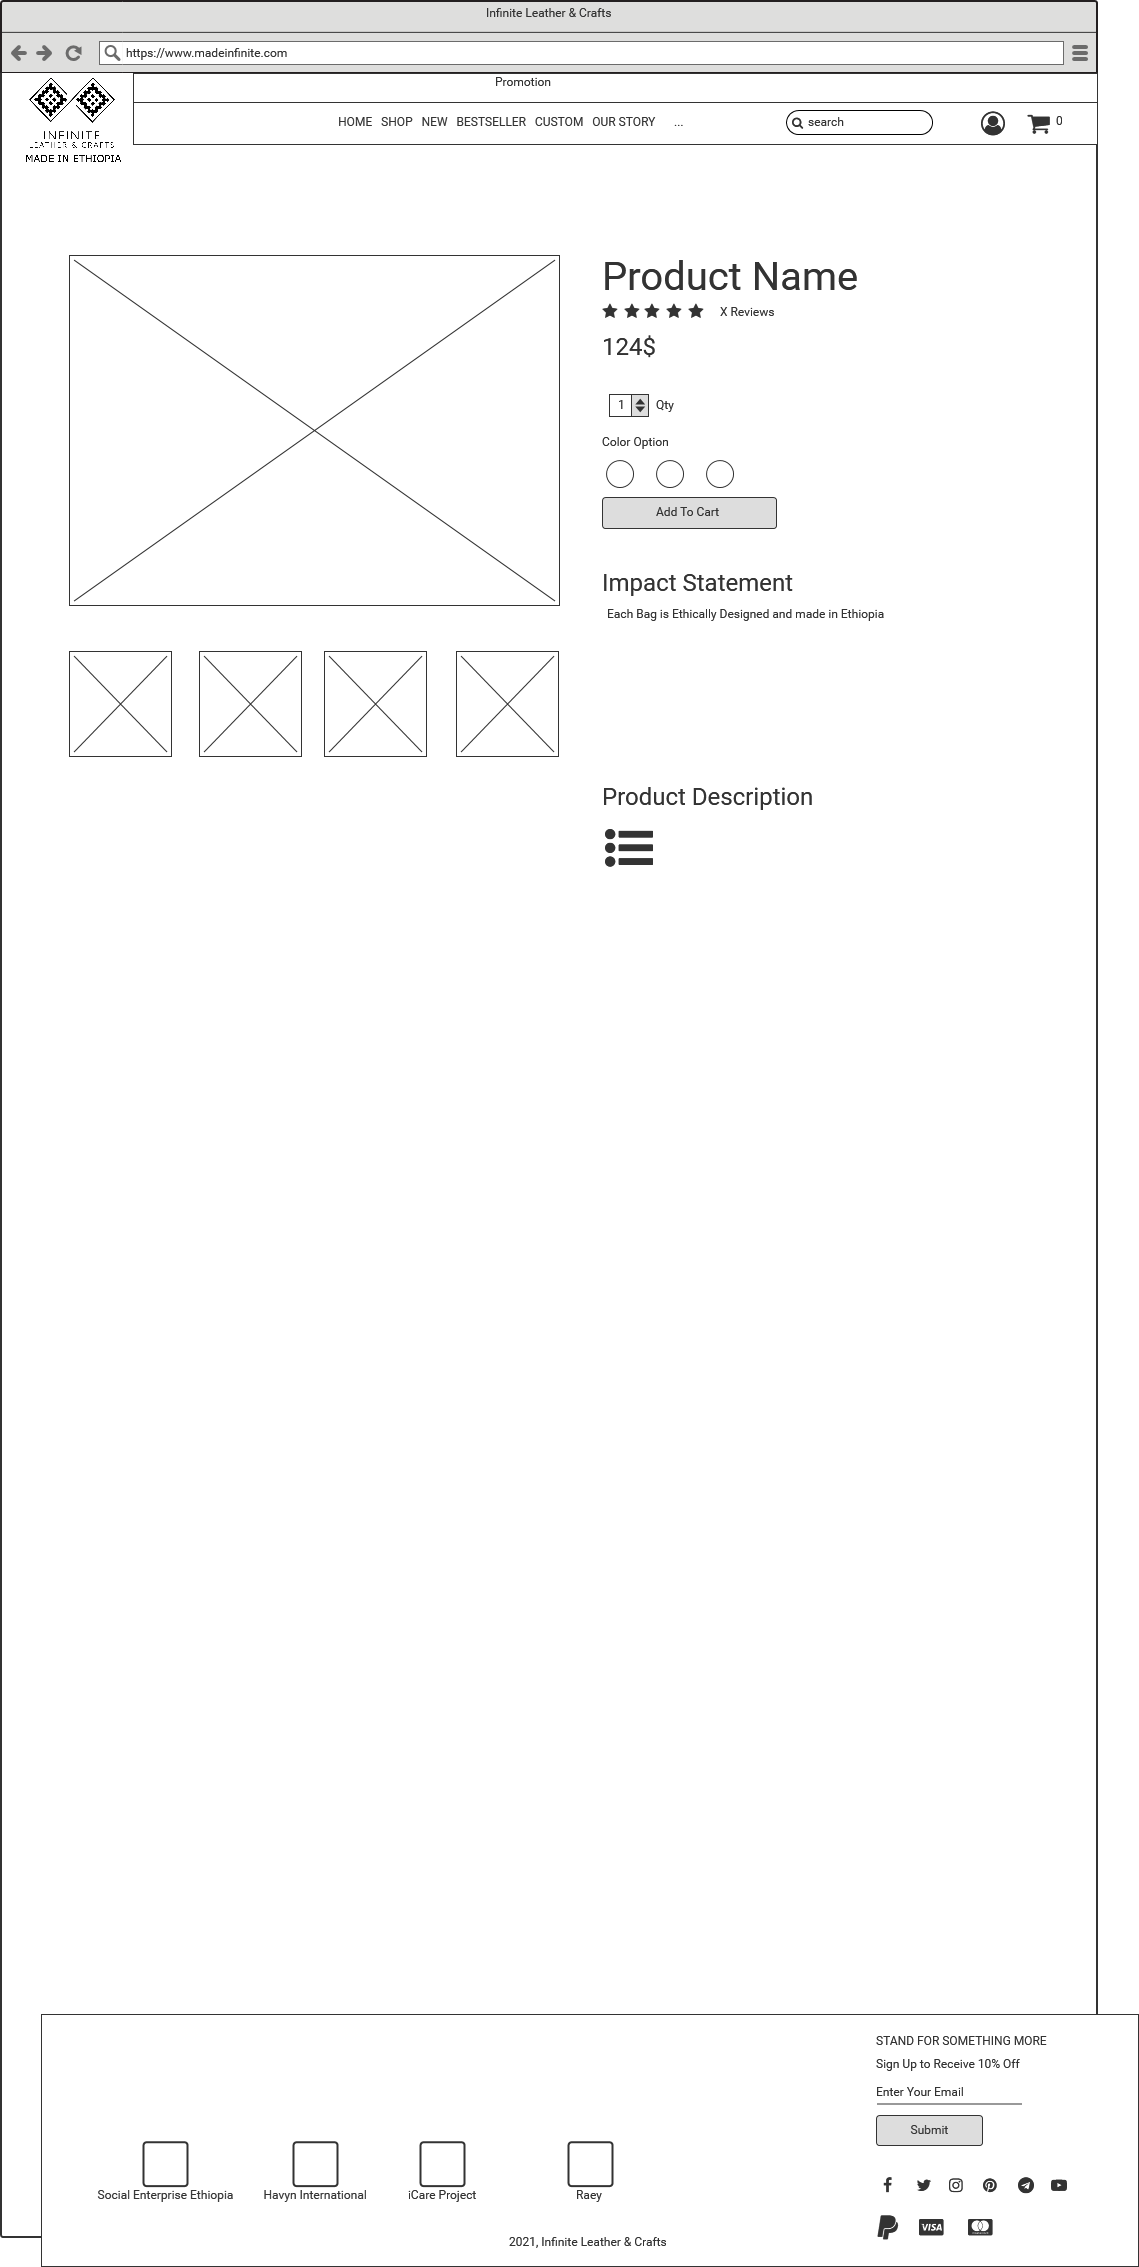 Infinite Leather & Crafts
https://www.madeinfinite.com
Promotion
INFINITE
LEATHER & CRAFTS
MADE IN ETHIOPIA
HOME SHOP NEW BESTSELLER CUSTOM OUR STORY ...
search
0
Product Name
X Reviews
124$
1 Qty
Color Option
Add To Cart
Impact Statement
Each Bag is Ethically Designed and made in Ethiopia
Product Description
STAND FOR SOMETHING MORE
Sign Up to Receive 10% Off
Enter Your Email
Submit
Social Enterprise Ethiopia
Havyn International
iCare Project
Raey
VISA
2021, Infinite Leather & Crafts